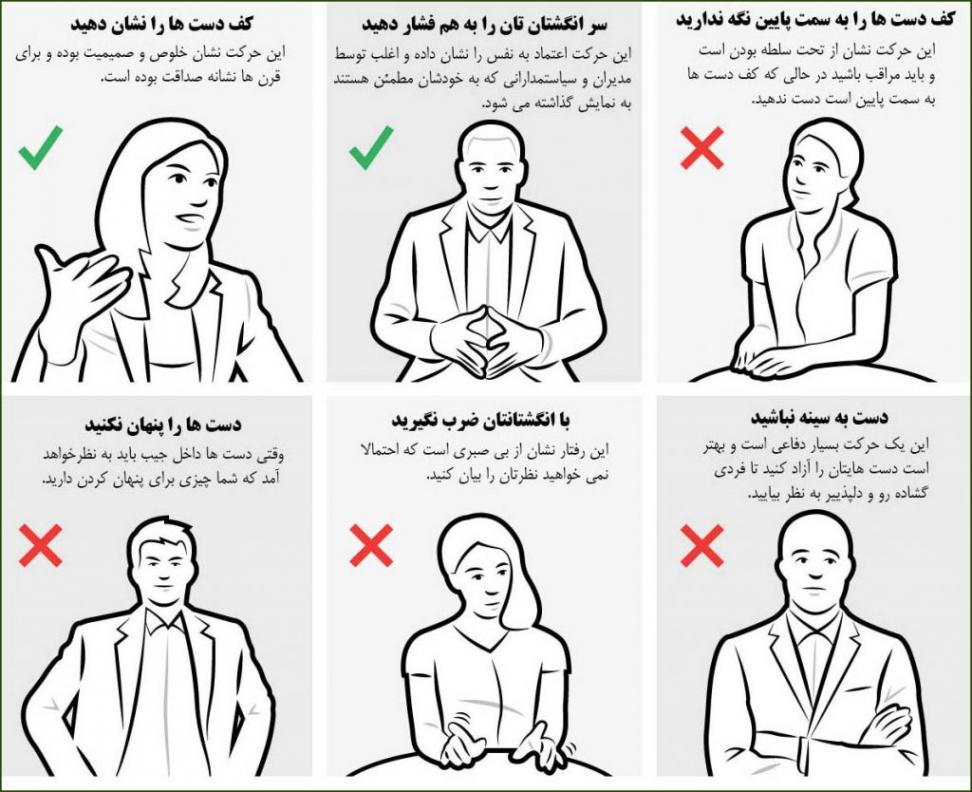 کف دست ها را به سمت پایین نگه ندارید
این حرکت نشان از تحت سلطه بودن است
و باید مراقب باشید در حالی که کف دست ها
به سمت پایین است دست ندهید.
سر انگشتان تان را به هم فشار دهید
این حرکت اعتماد به نفس را نشان داده و اغلب توسط
مدیران و سیاستمدارانی که به خودشان مطمئن هستند
به نمایش گذاشته می شود.
کف دست ها را نشان دهید
این حرکت نشان خلوص و صمیمیت بوده و برای
قرن ها نشانه صداقت بوده است.
دست به سینه نباشید
این یک حرکت بسیار دفاعی است و بهتر
است دست هایتان را آزاد کنید تا فردی
گشاده رو و دلپذییر به نظر بیایید.
با انگشتانتان ضرب نگیرید
این رفتار نشان از بی صبری است که احتمالا
نمی خواهید نظرتان را بیان کنید.
دست ها را پنهان نکنید
وقتی دست ها داخل جیب باید به نظرخواهد
آمد که شما چیزی برای پنهان کردن دارید.